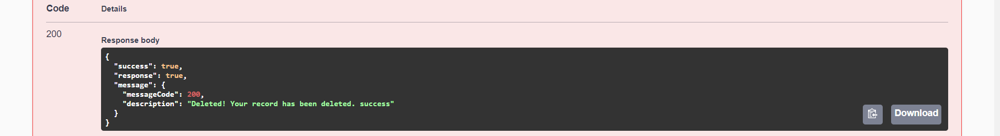 Code Details
200
Response body
{
"success": true,
"response": true,
"message": {
"messageCode": 200,
"description": "Deleted! Your record has been deleted. success"
}
}
Download